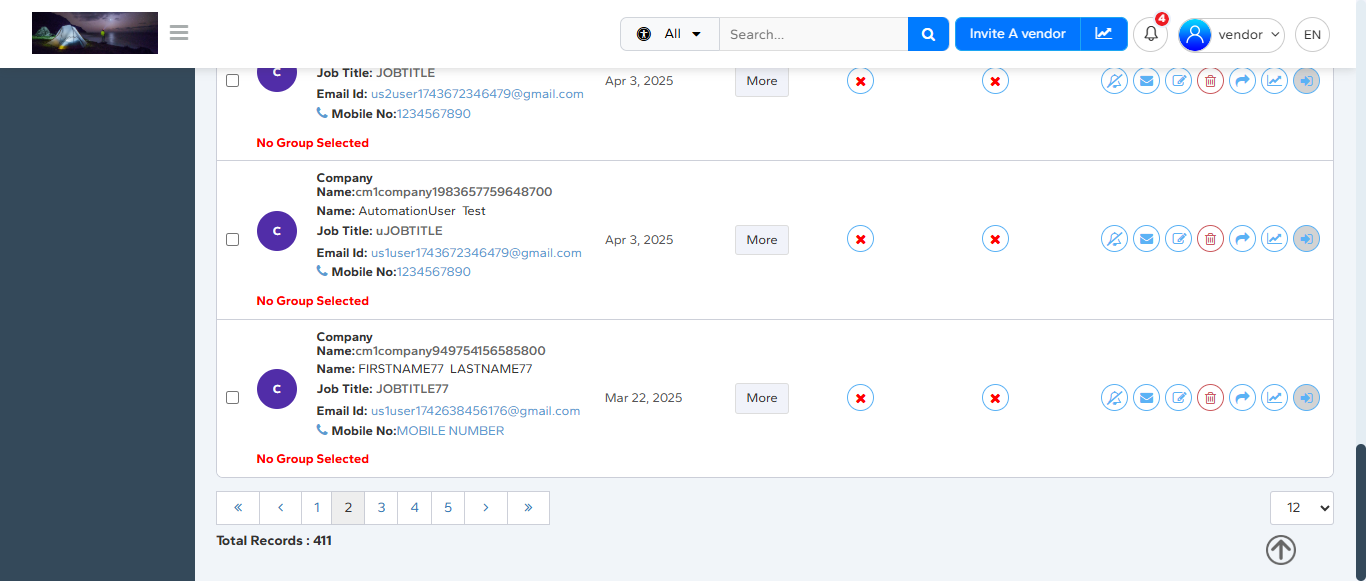 All
Search...
Invite A vendor
4
vendor
EN
C
Job Title: JOBTITLE
Email Id: us2user1743672346479@gmail.com
Mobile No:1234567890
Apr 3, 2025
More
No Group Selected
C
Company
Name:cm1company1983657759648700
Name: AutomationUser Test
Job Title: uJOBTITLE
Email Id: us1user1743672346479@gmail.com
Mobile No:1234567890
Apr 3, 2025
More
No Group Selected
C
Company
Name:cm1company949754156585800
Name: FIRSTNAME77 LASTNAME77
Job Title: JOBTITLE77
Email Id: us1user1742638456176@gmail.com
Mobile No:MOBILE NUMBER
Mar 22, 2025
More
No Group Selected
« ‹ 1 2 3 4 5 › »
12
Total Records : 411